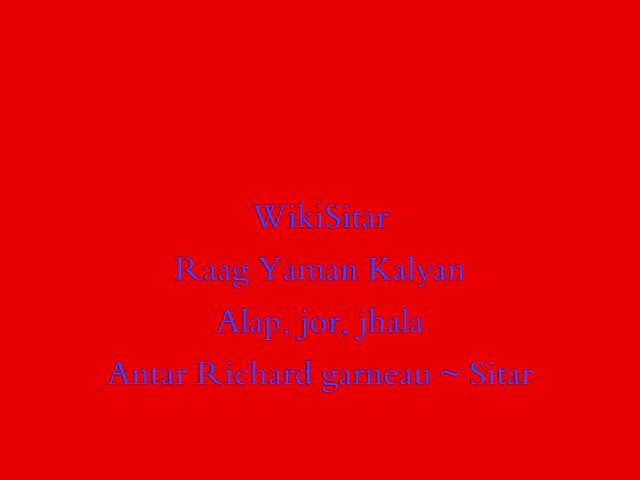 WikiSitar
Raag Yaman Kalyan
Alap, jor, jhala
Antar Richard garneau ~ Sitar